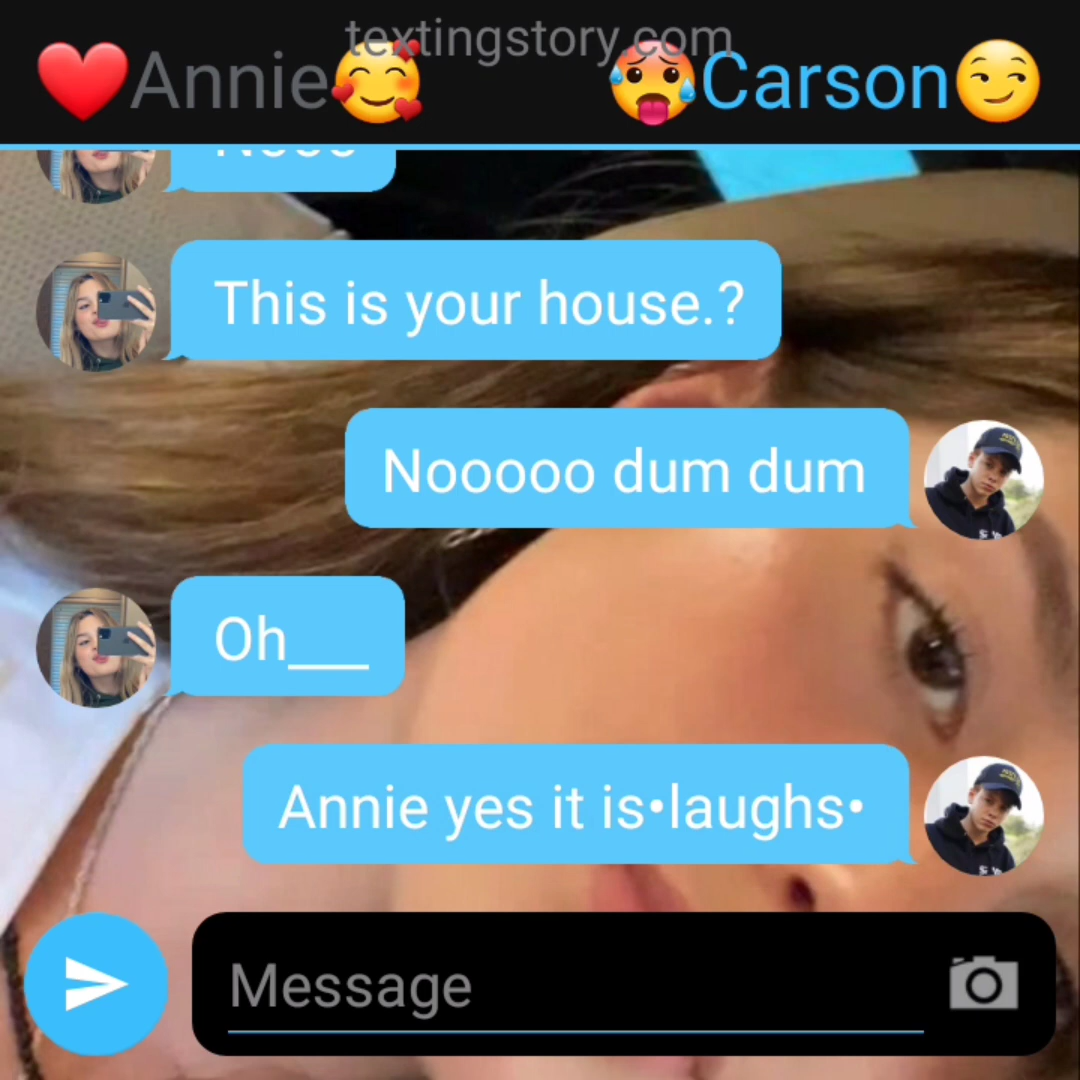 textingstory.com
❤️Annie🥰
🥵Carson😏
This is your house.?
Nooooo dum dum
Oh___
Annie yes it is•laughs•
Message